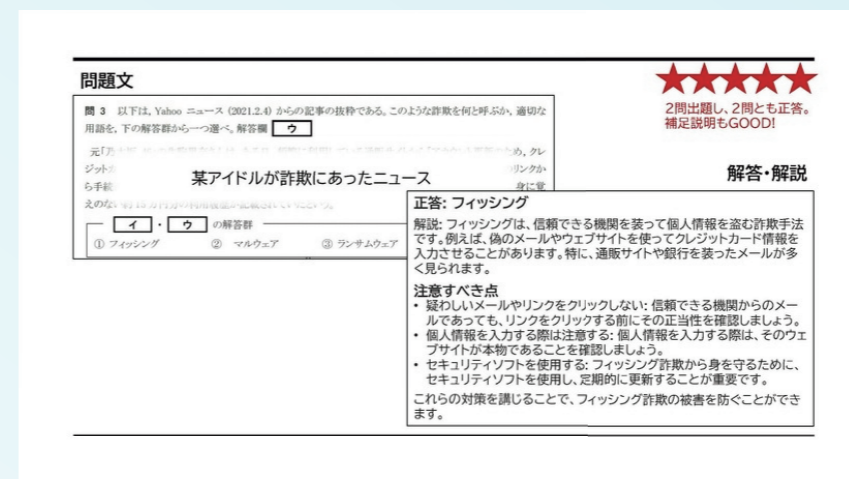 問題文
問 3 以下は，Yahoo ニュース (2021.2.4) からの記事の抜粋である。このような詐欺を何と呼ぶか，適切な
用語を，下の解答群から一つ選べ。解答欄 ウ
元「乃
め，クレ
ジット
リンクか
ら手続
身に覚
えのない
某アイドルが詐欺にあったニュース
イ ・ ウ の解答群
① フィッシング ② マルウェア ③ ランサムウェア
2問出題し、2問とも正答。
補足説明もGOOD!
解答・解説
正答: フィッシング
解説: フィッシングは、信頼できる機関を装って個人情報を盗む詐欺手法
です。例えば、偽のメールやウェブサイトを使ってクレジットカード情報を
入力させることがあります。特に、通販サイトや銀行を装ったメールが多
く見られます。
注意すべき点
• 疑わしいメールやリンクをクリックしない: 信頼できる機関からのメー
ルであっても、リンクをクリックする前にその正当性を確認しましょう。
• 個人情報を入力する際は注意する: 個人情報を入力する際は、そのウェ
ブサイトが本物であることを確認しましょう。
• セキュリティソフトを使用する: フィッシング詐欺から身を守るために、
セキュリティソフトを使用し、定期的に更新することが重要です。
これらの対策を講じることで、フィッシング詐欺の被害を防ぐことができ
ます。